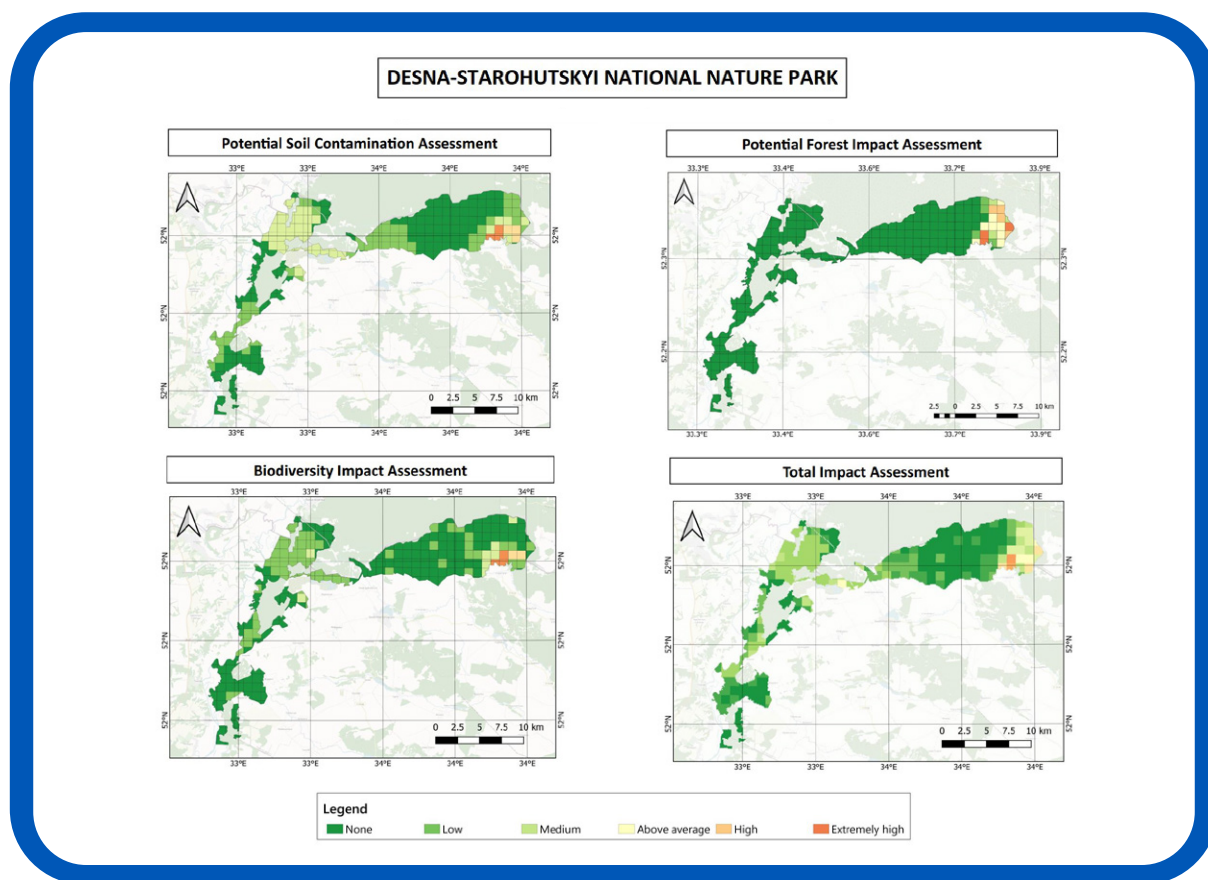 DESNA-STAROHUTSKYI NATIONAL NATURE PARK
Potential Soil Contamination Assessment
33°E 33°E 34°E 34°E 34°E
52°N 52°N
52°N 52°N
52°N 52°N
0 2.5 5 7.5 10 km
33°E 33°E 34°E 34°E 34°E
Potential Forest Impact Assessment
33.3°E 33.4°E 33.6°E 33.7°E 33.9°E
52.3°N 52.3°N
52.2°N 52.2°N
2.5 0 2.5 5 7.5 10 km
33.3°E 33.4°E 33.6°E 33.7°E 33.9°E
Biodiversity Impact Assessment
33°E 33°E 34°E 34°E 34°E
52°N 52°N
52°N 52°N
52°N 52°N
0 2.5 5 7.5 10 km
33°E 33°E 34°E 34°E 34°E
Total Impact Assessment
33°E 33°E 34°E 34°E 34°E
52°N 52°N
52°N 52°N
52°N 52°N
0 2.5 5 7.5 10 km
33°E 33°E 34°E 34°E 34°E
Legend
None Low Medium Above average High Extremely high